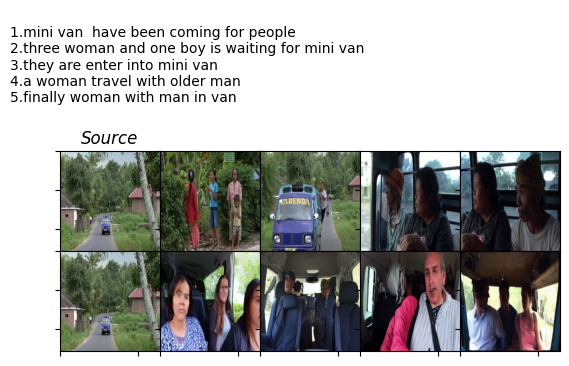 1.mini van  have been coming for people
2.three woman and one boy is waiting for mini van
3.they are enter into mini van
4.a woman travel with older man
5.finally woman with man in van
Source